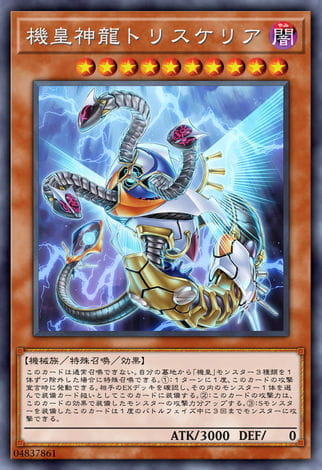 機皇神龍トリスケリア
闇
やみ
【機械族／特殊召喚／効果】
このカードは通常召喚できない。自分の墓地から「機皇」モンスター３種類を１
体ずつ除外した場合に特殊召喚できる。①：１ターンに１度、このカードの攻撃
宣言時に発動できる。相手のEXデッキを確認し、その内のモンスター１体を選
んで装備カード扱いとしてこのカードに装備する。②：このカードの攻撃力は、
このカードの効果で装備したモンスターの攻撃力分アップする。③：Sモンスタ
ーを装備したこのカードは１度のバトルフェイズ中に３回までモンスターに攻
撃できる。
ATK/3000 DEF/ 0
04837861